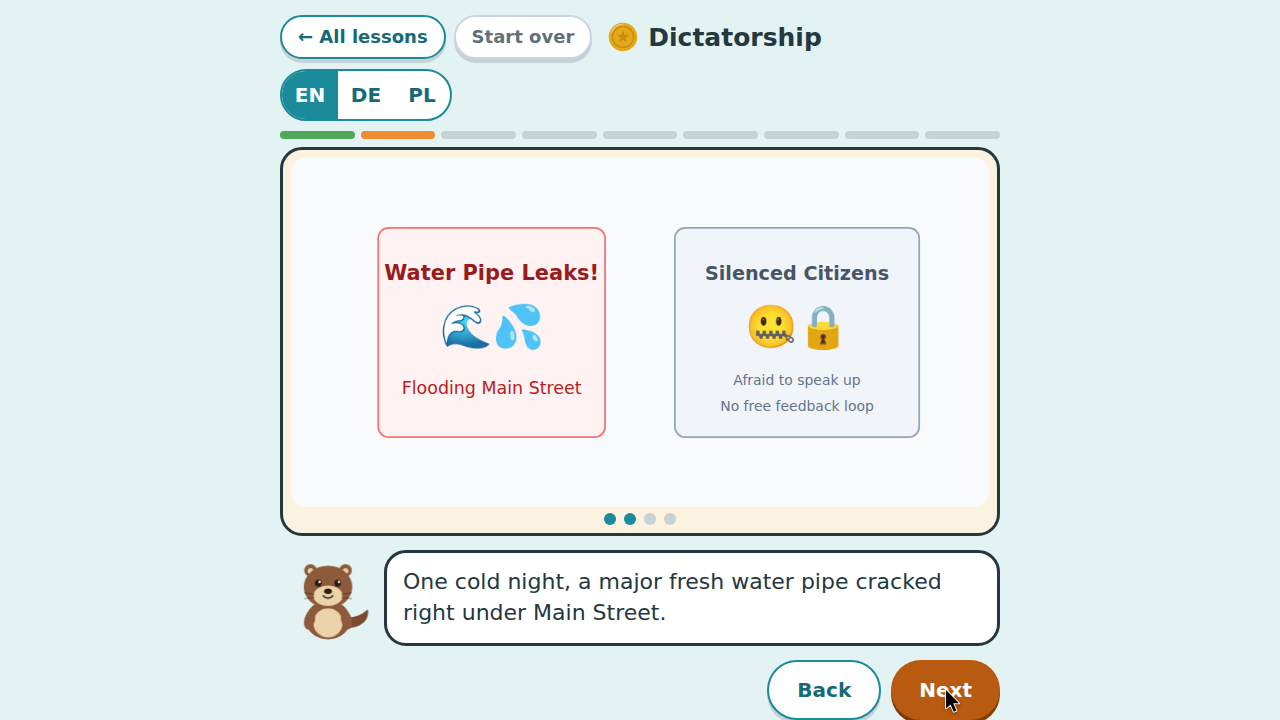 ← All lessons
Start over
Dictatorship
EN
DE
PL
Water Pipe Leaks!
Flooding Main Street
Silenced Citizens
Afraid to speak up
No free feedback loop
One cold night, a major fresh water pipe cracked
right under Main Street.
Back
Next